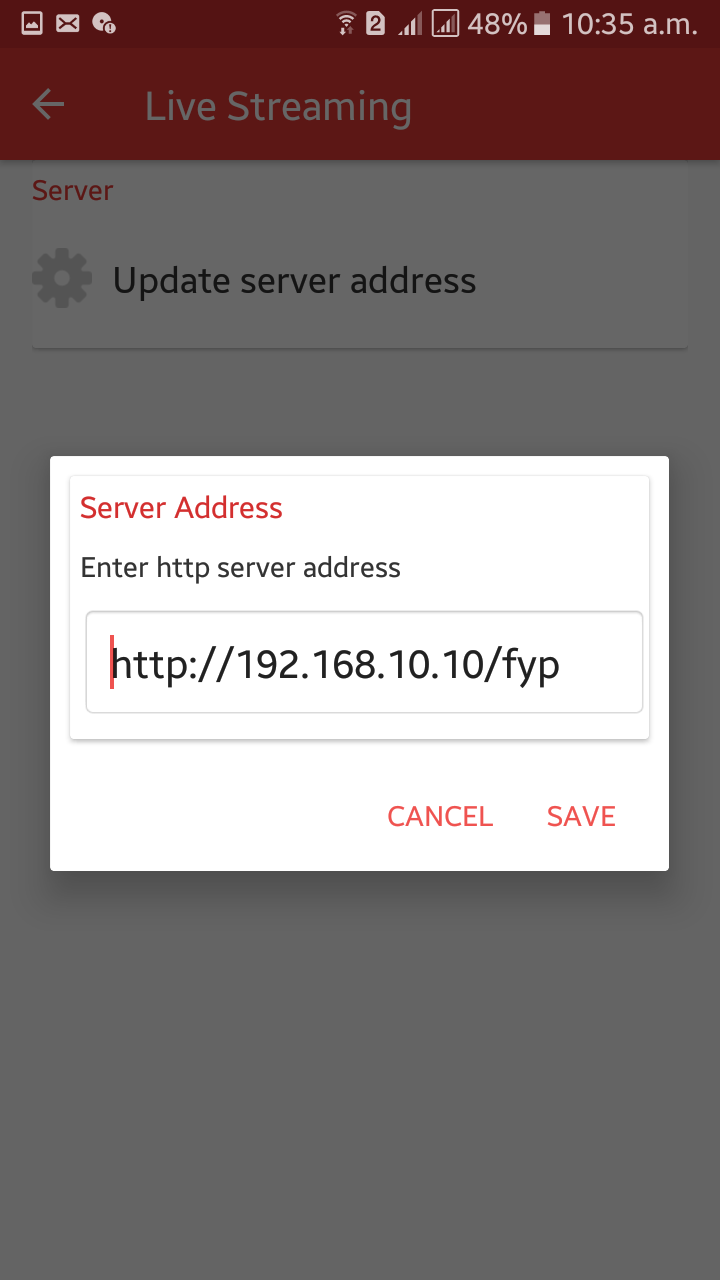 2 48% 10:35 a.m.
Live Streaming
Server
Update server address
Server Address
Enter http server address
http://192.168.10.10/fyp
CANCEL SAVE